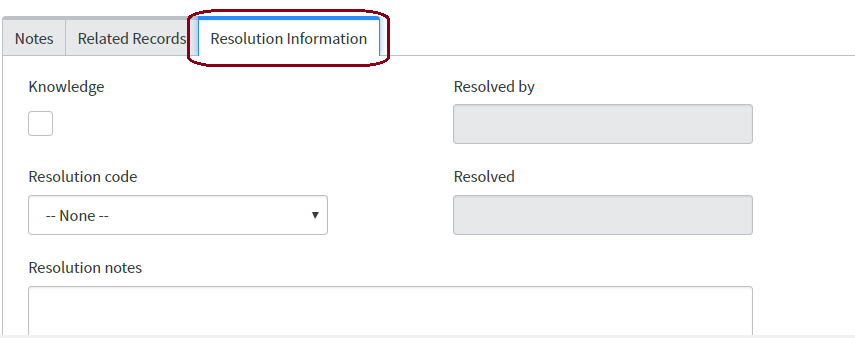 Notes Related Records Resolution Information
Knowledge Resolved by
Resolution code Resolved
-- None --
Resolution notes